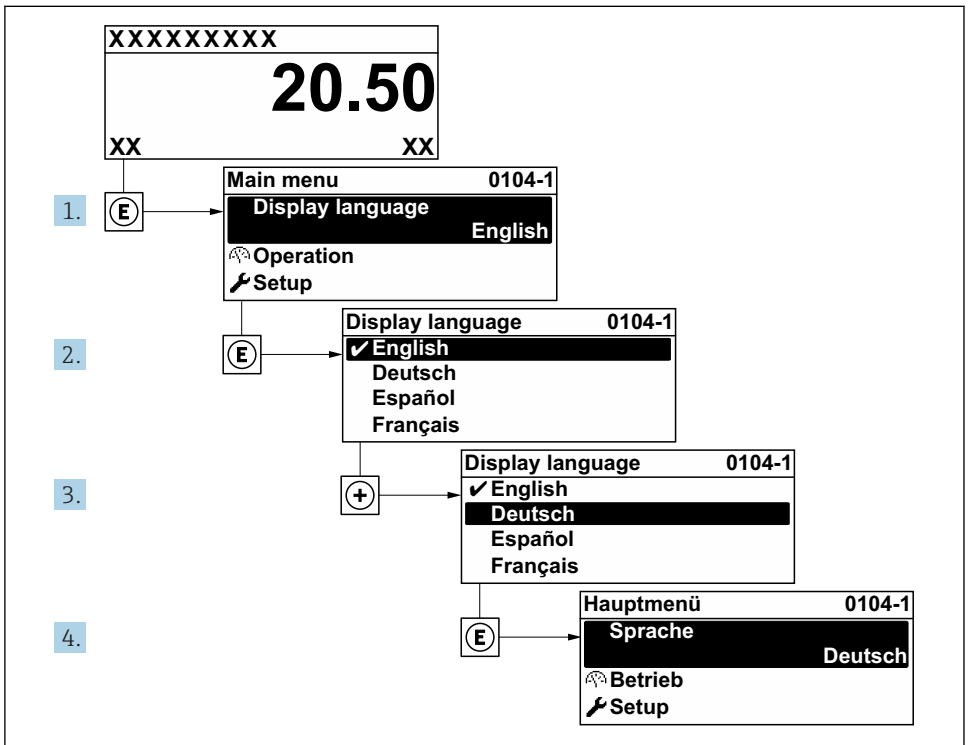 XXXXXXXXX
20.50
XX XX
1. E
Main menu 0104-1
Display language
English
Operation
Setup
2. E
Display language 0104-1
✔ English
Deutsch
Español
Français
3. +
Display language 0104-1
✔ English
Deutsch
Español
Français
4. E
Hauptmenü 0104-1
Sprache
Deutsch
Betrieb
Setup